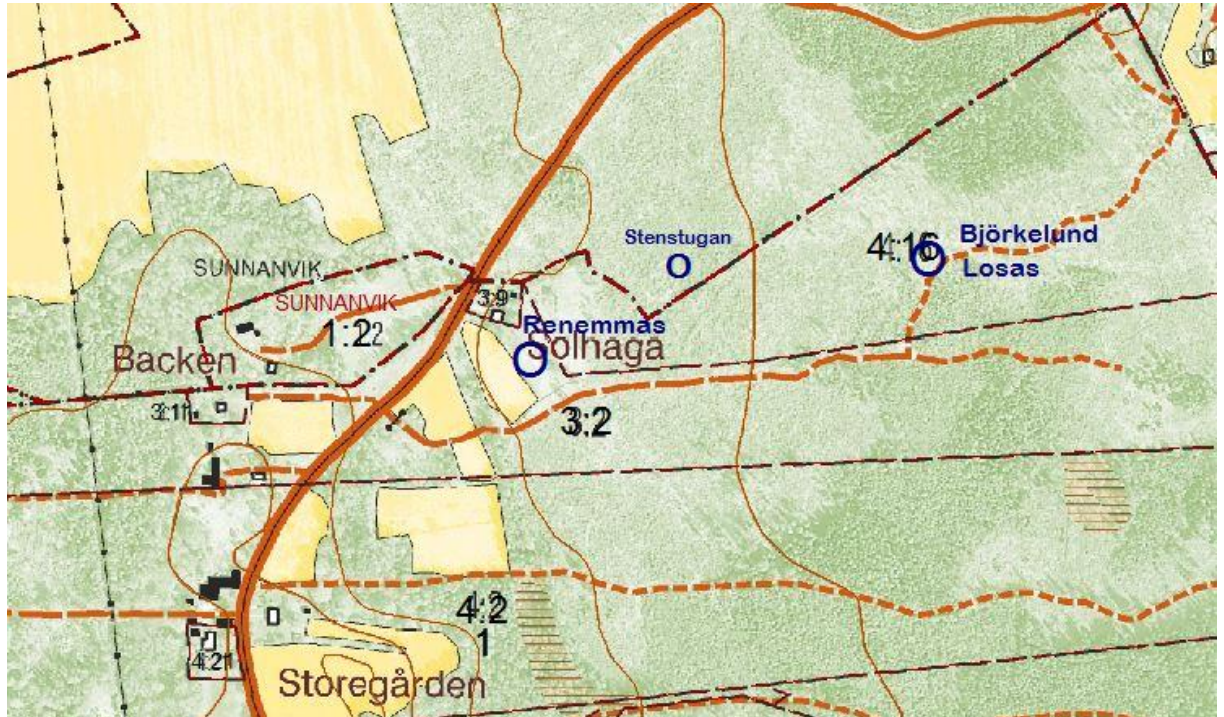 Stenstugan
Björkelund
4:16
Losas
SUNNANVIK
SUNNANVIK
3:9
Renemmas
1:22
Solhaga
Backen
3:11
3:2
4:2
1
4:21
Storegården